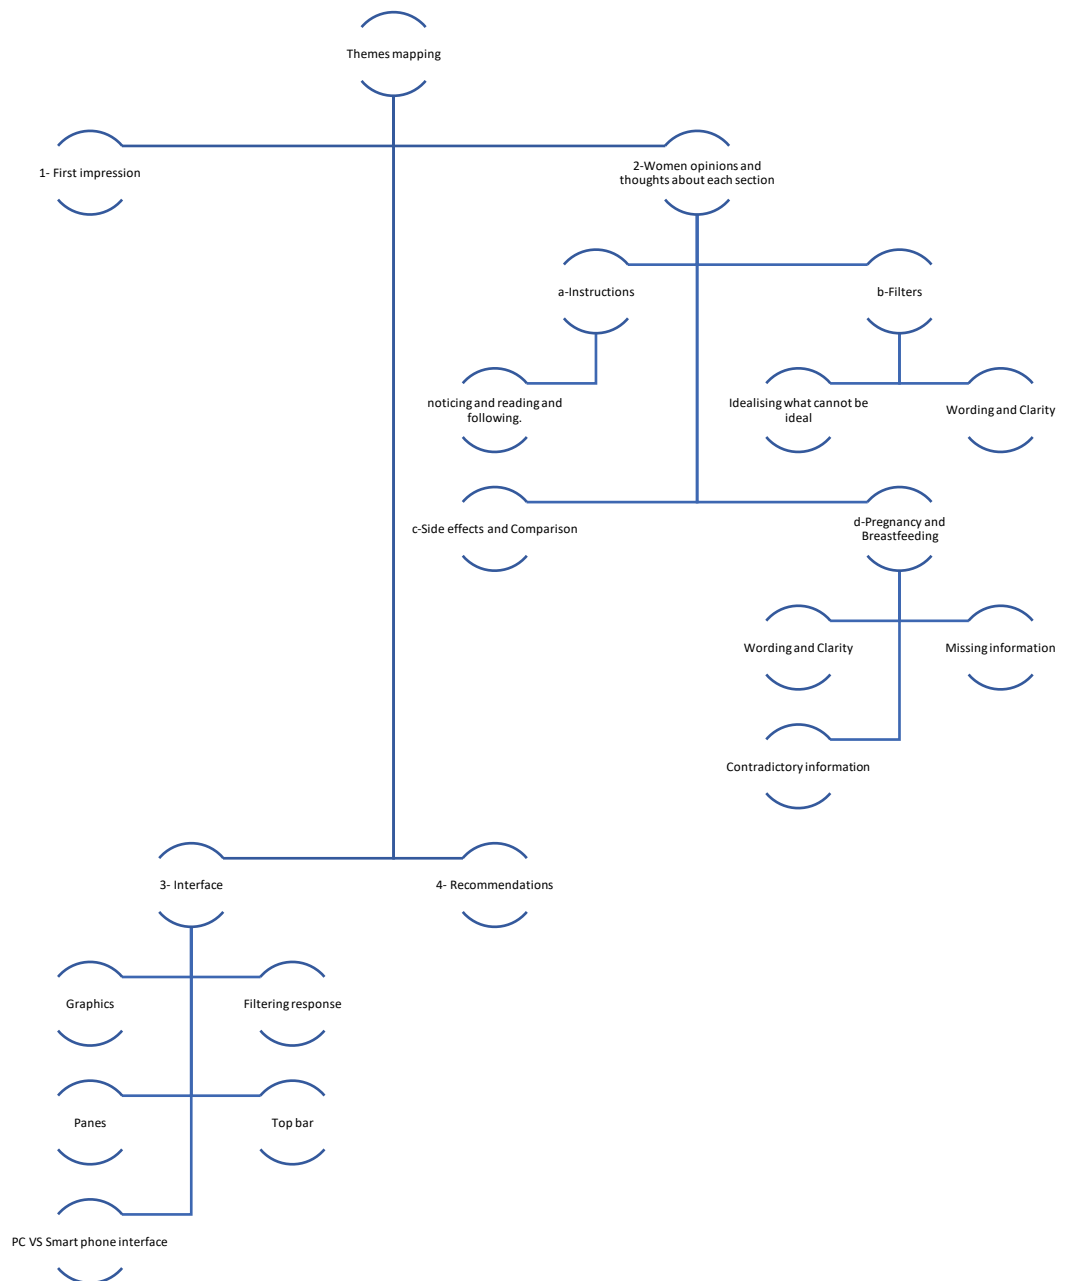 Themes mapping
1- First impression
2-Women opinions and
thoughts about each section
a-Instructions
b-Filters
noticing and reading and
following.
Idealising what cannot be
ideal
Wording and Clarity
c-Side effects and Comparison
d-Pregnancy and
Breastfeeding
Wording and Clarity
Missing information
Contradictory information
3- Interface
4- Recommendations
Graphics
Filtering response
Panes
Top bar
PC VS Smart phone interface